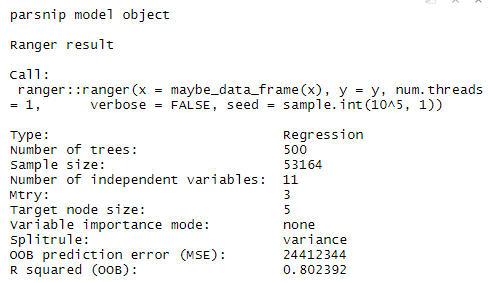 parsnip model object
Ranger result
Call:
ranger::ranger(x = maybe_data_frame(x), y = y, num.threads
= 1, verbose = FALSE, seed = sample.int(10^5, 1))
Type: Regression
Number of trees: 500
Sample size: 53164
Number of independent variables: 11
Mtry: 3
Target node size: 5
Variable importance mode: none
Splitrule: variance
OOB prediction error (MSE): 24412344
R squared (OOB): 0.802392